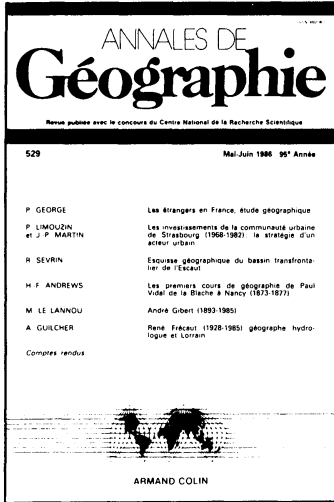 ANNALES DE
Géographie
Revue publiée avec le concours du Centre National de la Recherche Scientifique
529 Mai-Juin 1986 95e Année
P GEORGE Les étrangers en France, étude géographique
P LIMOUZIN Les investissements de la communauté urbaine
et J-P MARTIN de Strasbourg (1968-1982) : la stratégie d'un
acteur urbain
R SEVRIN Esquisse géographique du bassin transfronta-
lier de l'Escaut
H-F ANDREWS Les premiers cours de géographie de Paul
Vidal de la Blache à Nancy (1873-1877)
M LE LANNOU André Gibert (1893-1985)
A GUILCHER René Frécaut (1928-1985) géographe hydro-
logue et Lorrain
Comptes rendus
ARMAND COLIN